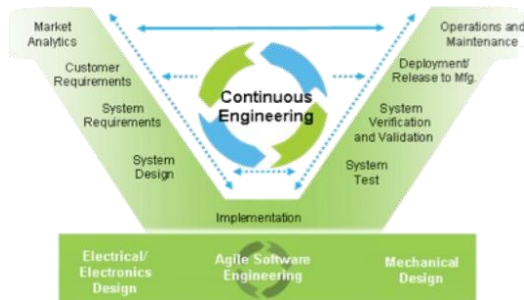 Market
Analytics
Customer
Requirements
System
Requirements
System
Design
Continuous
Engineering
Operations and
Maintenance
Deployment/
Release to Mfg.
System
Verification
and Validation
System
Test
Implementation
Electrical/
Electronics
Design
Agile Software
Engineering
Mechanical
Design